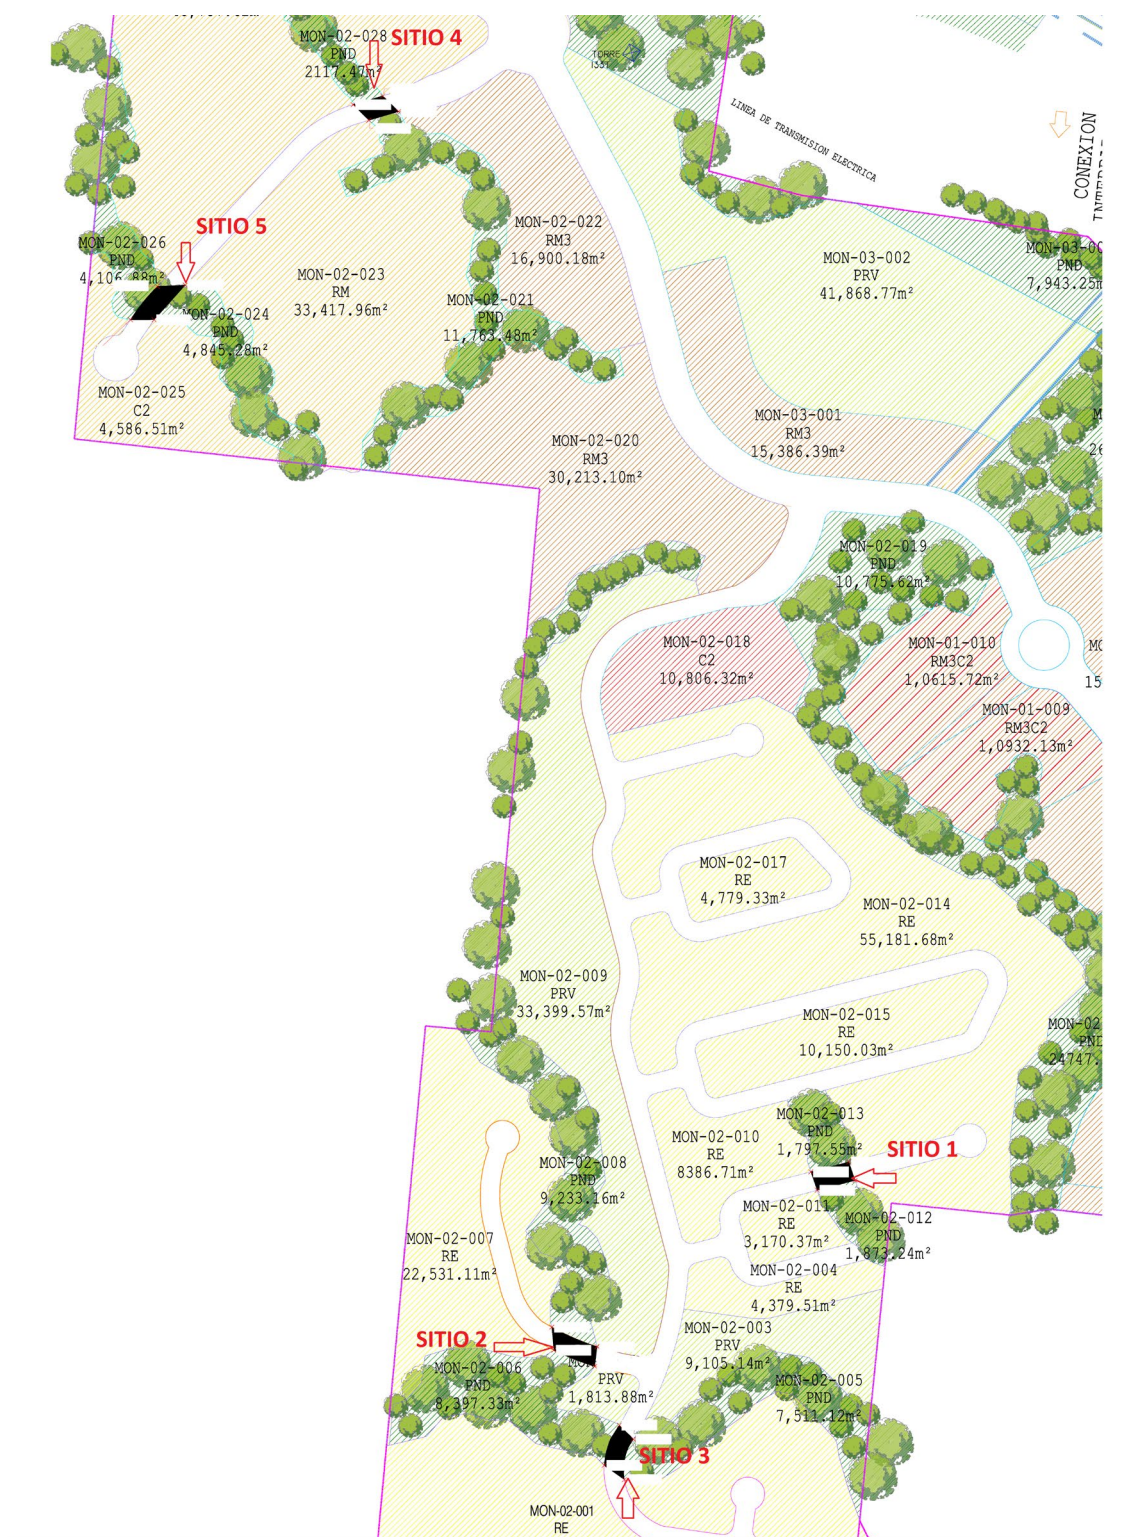 MON-02-028
PND
2117.47m²
SITIO 4
TORRE
LINEA DE TRANSMISION ELECTRICA
CONEXION
SITIO 5
MON-02-026
PND
4,106.88m²
MON-02-022
RM3
16,900.18m²
MON-03-002
PRV
41,868.77m²
PND
7,943.25m
MON-02-023
RM
33,417.96m²
MON-02-021
PND
11,763.48m²
MON-02-024
PND
4,845.28m²
MON-02-025
C2
4,586.51m²
MON-03-001
RM3
15,386.39m²
MON-02-020
RM3
30,213.10m²
MON-02-019
PND
10,775.62m²
MON-02-018
C2
10,806.32m²
MON-01-010
RM3C2
1,0615.72m²
MON-01-009
RM3C2
1,0932.13m²
MON-02-017
RE
4,779.33m²
MON-02-014
RE
55,181.68m²
MON-02-009
PRV
33,399.57m²
MON-02-015
RE
10,150.03m²
MON-02
PND
24747.
MON-02-013
PND
1,797.55m²
MON-02-010
RE
8386.71m²
SITIO 1
MON-02-008
PND
9,233.16m²
MON-02-011
RE
3,170.37m²
MON-02-012
PND
1,873.24m²
MON-02-007
RE
22,531.11m²
MON-02-004
RE
4,379.51m²
SITIO 2
MON-02-003
PRV
9,105.14m²
MON-02-006
PND
8,397.33m²
PRV
1,813.88m²
MON-02-005
PND
7,511.12m²
SITIO 3
MON-02-001
RE